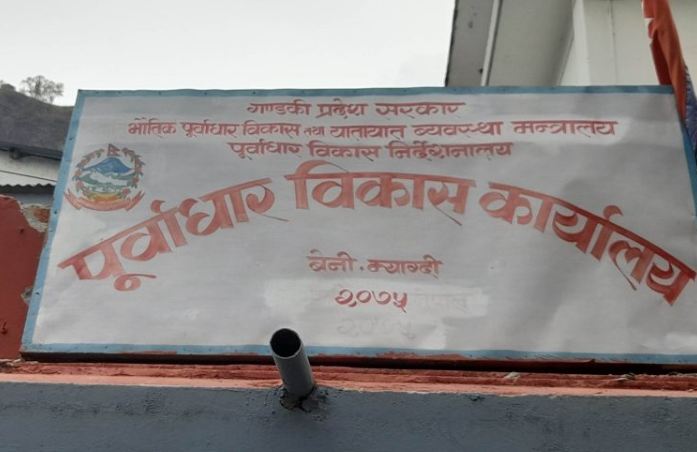 गण्डकी प्रदेश सरकार
भौतिक पूर्वाधार विकास तथा यातायात व्यवस्था मन्त्रालय
पूर्वाधार विकास निर्देशनालय
पूर्वाधार विकास कार्यालय
बेनी, म्याग्दी
२०७५